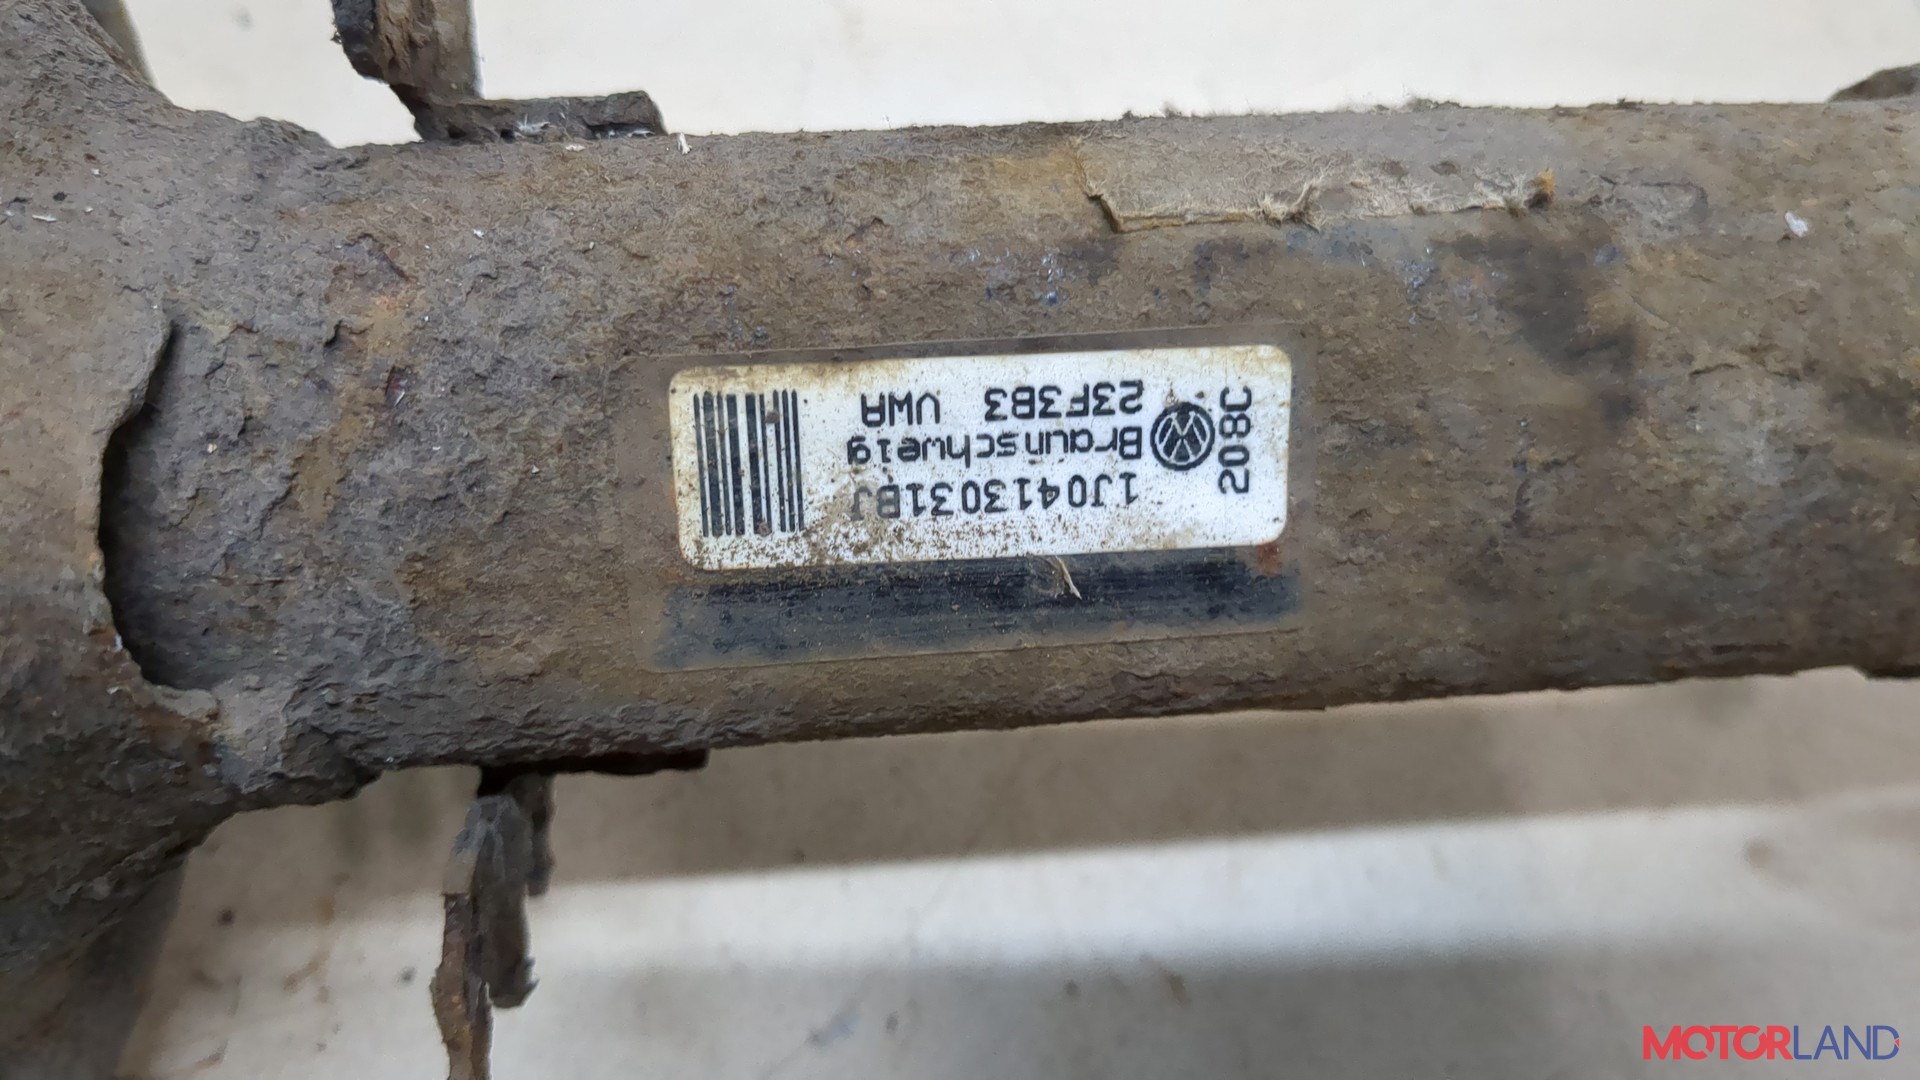 1J0413031BJ
Braunschweig
23F3B3 VWA
208C
MOTORLAND